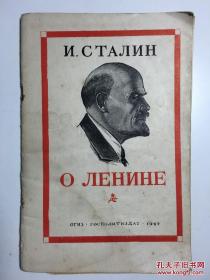 И. СТАЛИН
О ЛЕНИНЕ
ОГИЗ · ГОСПОЛИТИЗДАТ · 1949